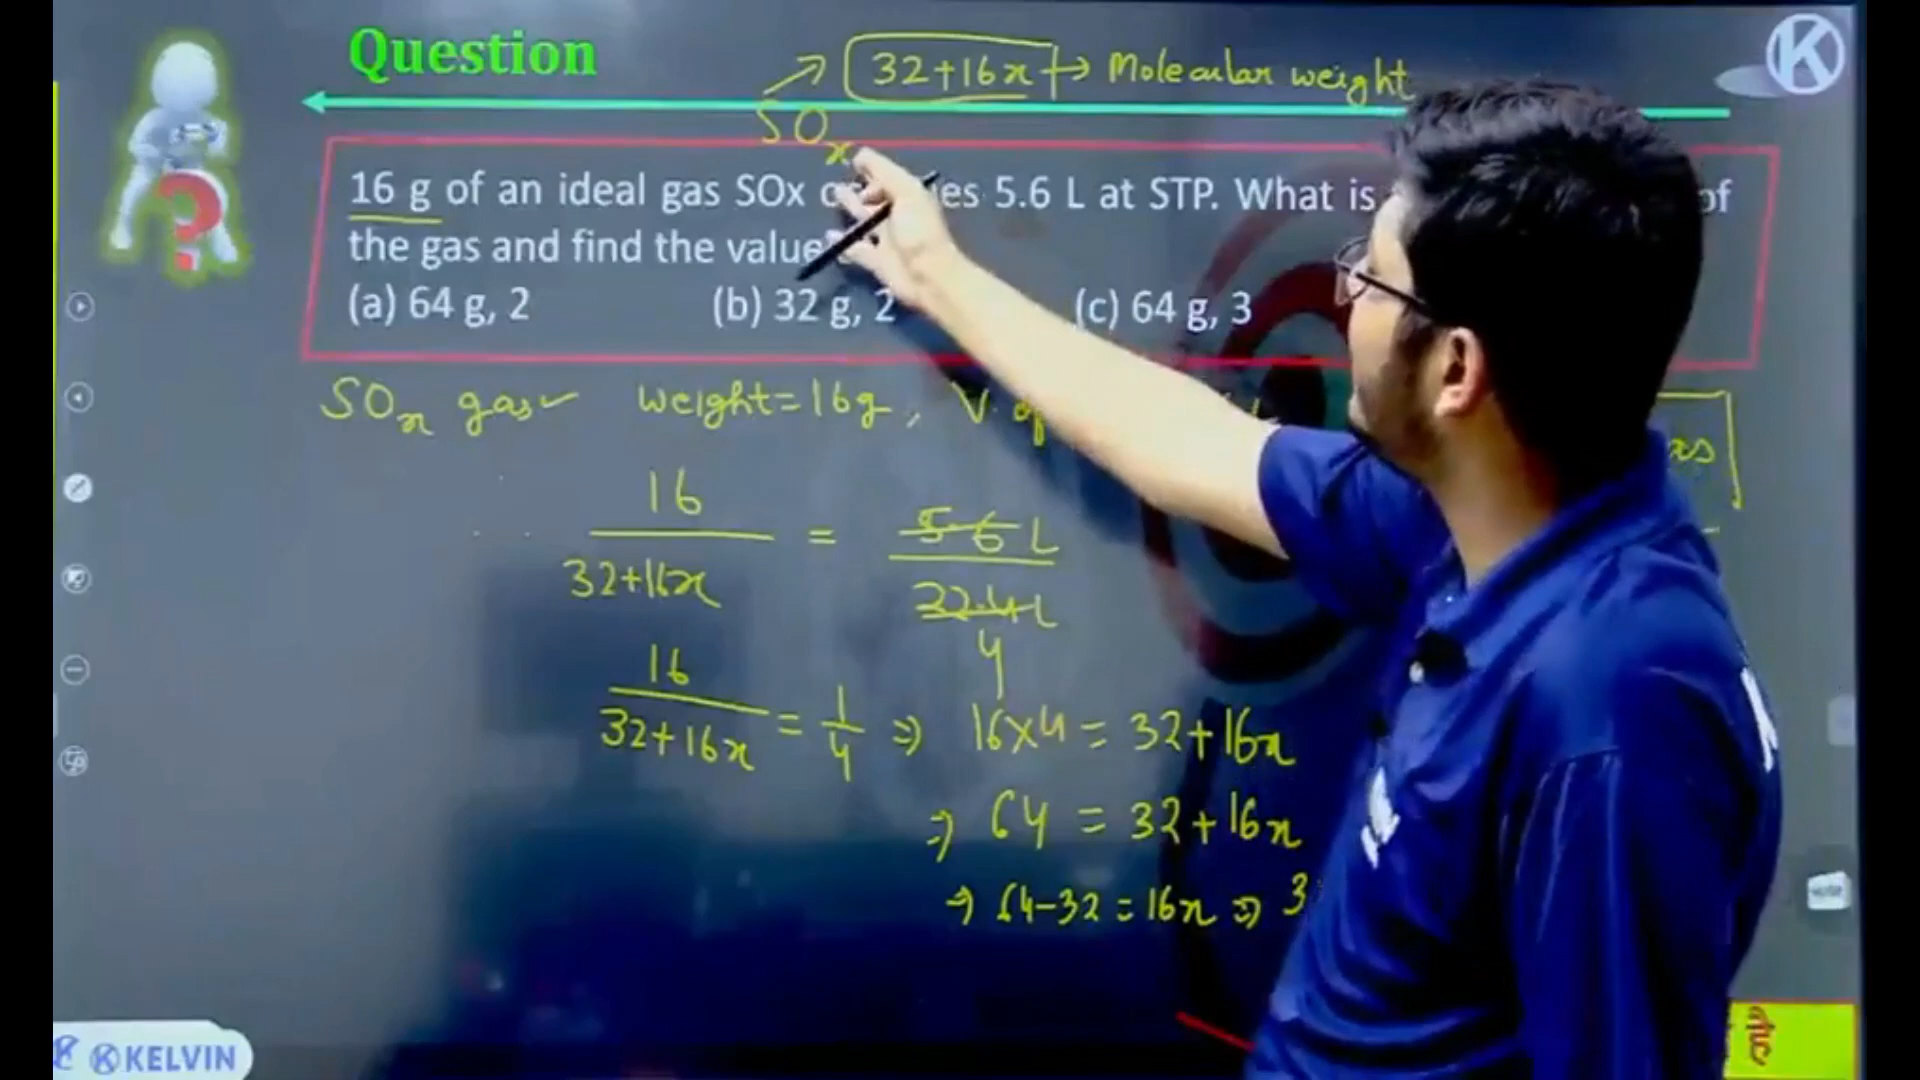 Question
32+16x → Molecular weight
SOx
16 g of an ideal gas SOx es 5.6 L at STP. What is of
the gas and find the value
(a) 64 g, 2 (b) 32 g, 2 (c) 64 g, 3
SOx gas weight=16g, V. of
16 / 32+16x = 5.6 L / 22.4 L
4
16 / 32+16x = 1/4 ⇒ 16×4 = 32+16x
⇒ 64 = 32+16x
⇒ 64-32 = 16x ⇒ 3
K KELVIN